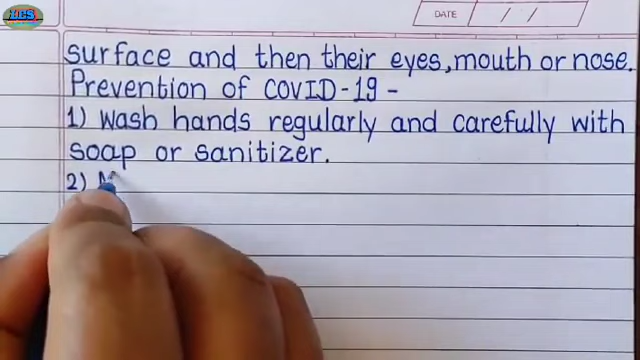 HES
DATE / /
surface and then their eyes, mouth or nose.
Prevention of COVID-19 -
1) Wash hands regularly and carefully with
soap or sanitizer.
2)